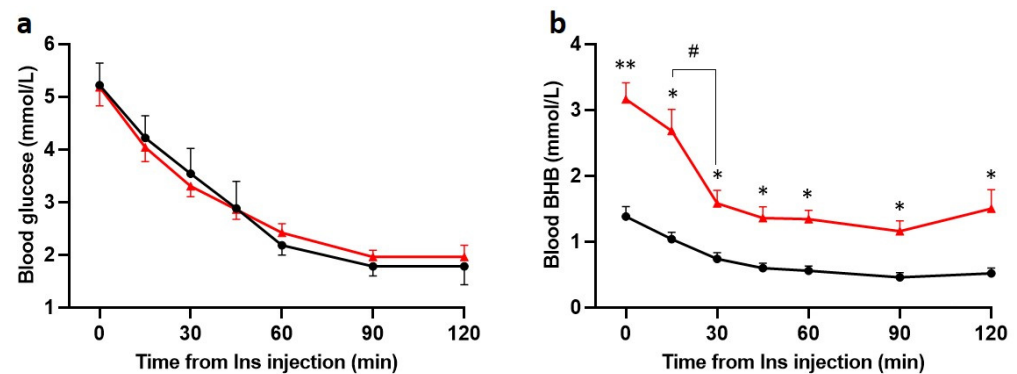 a
Blood glucose (mmol/L)
6
5
4
3
2
1
0 30 60 90 120
Time from Ins injection (min)
b
Blood BHB (mmol/L)
4
3
2
1
0
** * # * * * * *
0 30 60 90 120
Time from Ins injection (min)